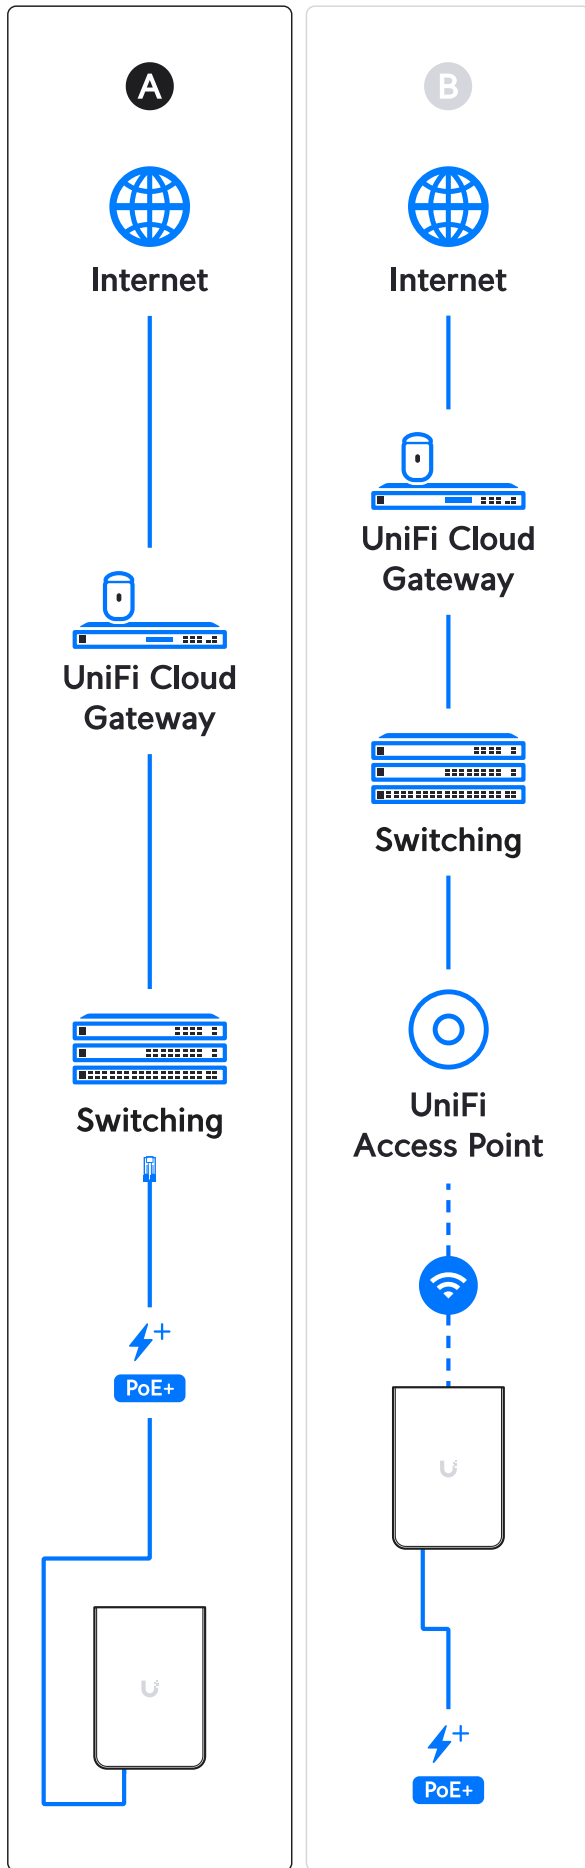 A
Internet
UniFi Cloud
Gateway
Switching
PoE+
B
Internet
UniFi Cloud
Gateway
Switching
UniFi
Access Point
PoE+